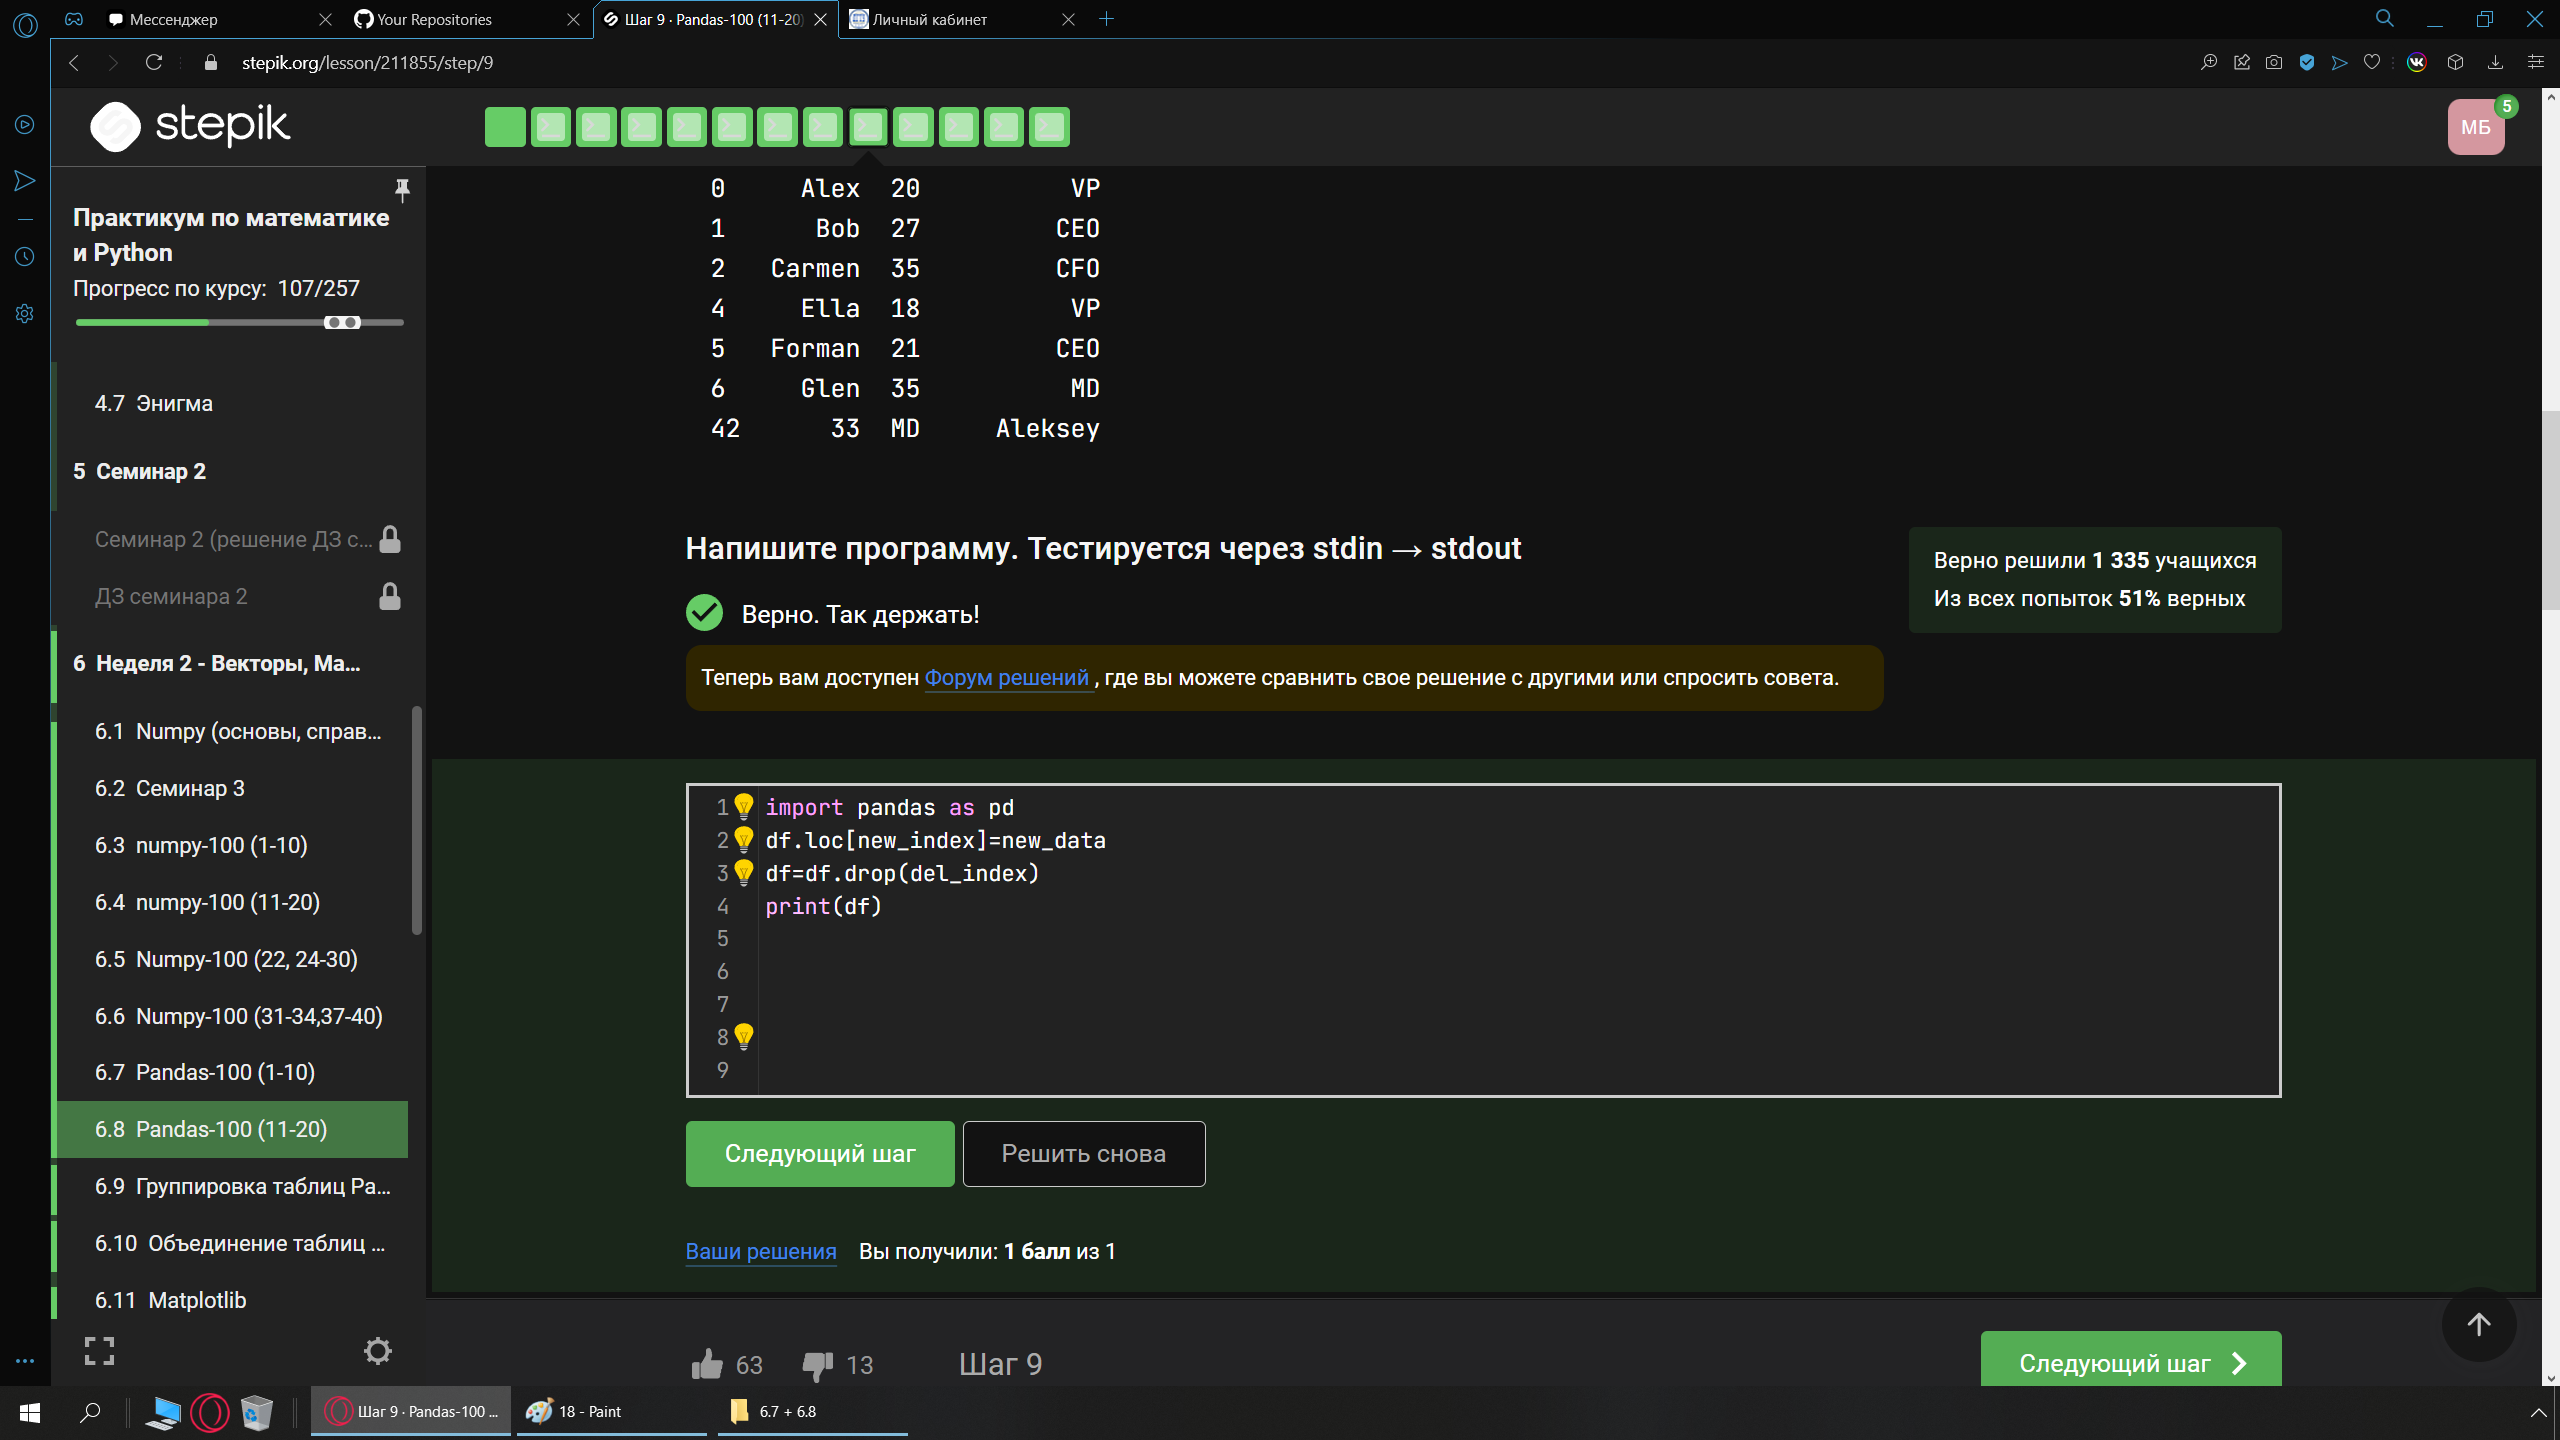 Мессенджер
Your Repositories
Шаг 9 · Pandas-100 (11-20)
Личный кабинет
stepik.org/lesson/211855/step/9
stepik
МБ
5
Практикум по математике
и Python
Прогресс по курсу: 107/257
4.7 Энигма
5 Семинар 2
Семинар 2 (решение ДЗ с...
ДЗ семинара 2
6 Неделя 2 - Векторы, Ма...
6.1 Numpy (основы, справ...
6.2 Семинар 3
6.3 numpy-100 (1-10)
6.4 numpy-100 (11-20)
6.5 Numpy-100 (22, 24-30)
6.6 Numpy-100 (31-34,37-40)
6.7 Pandas-100 (1-10)
6.8 Pandas-100 (11-20)
6.9 Группировка таблиц Pa...
6.10 Объединение таблиц ...
6.11 Matplotlib
0 Alex 20 VP
1 Bob 27 CEO
2 Carmen 35 CFO
4 Ella 18 VP
5 Forman 21 CEO
6 Glen 35 MD
42 33 MD Aleksey
Напишите программу. Тестируется через stdin → stdout
Верно решили 1 335 учащихся
Из всех попыток 51% верных
Верно. Так держать!
Теперь вам доступен Форум решений , где вы можете сравнить свое решение с другими или спросить совета.
1 import pandas as pd
2 df.loc[new_index]=new_data
3 df=df.drop(del_index)
4 print(df)
5
6
7
8
9
Следующий шаг
Решить снова
Ваши решения Вы получили: 1 балл из 1
63
13
Шаг 9
Следующий шаг
Шаг 9 · Pandas-100 ...
18 - Paint
6.7 + 6.8